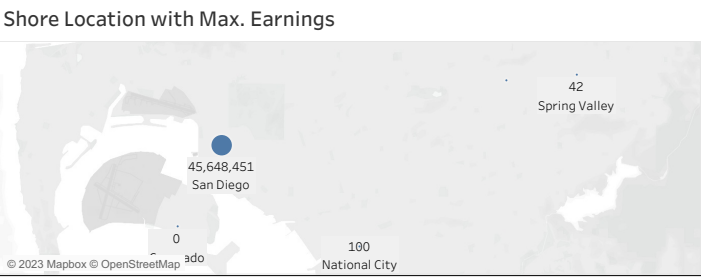 Shore Location with Max. Earnings
42
Spring Valley
45,648,451
San Diego
0
100
National City
© 2023 Mapbox © OpenStreetMap